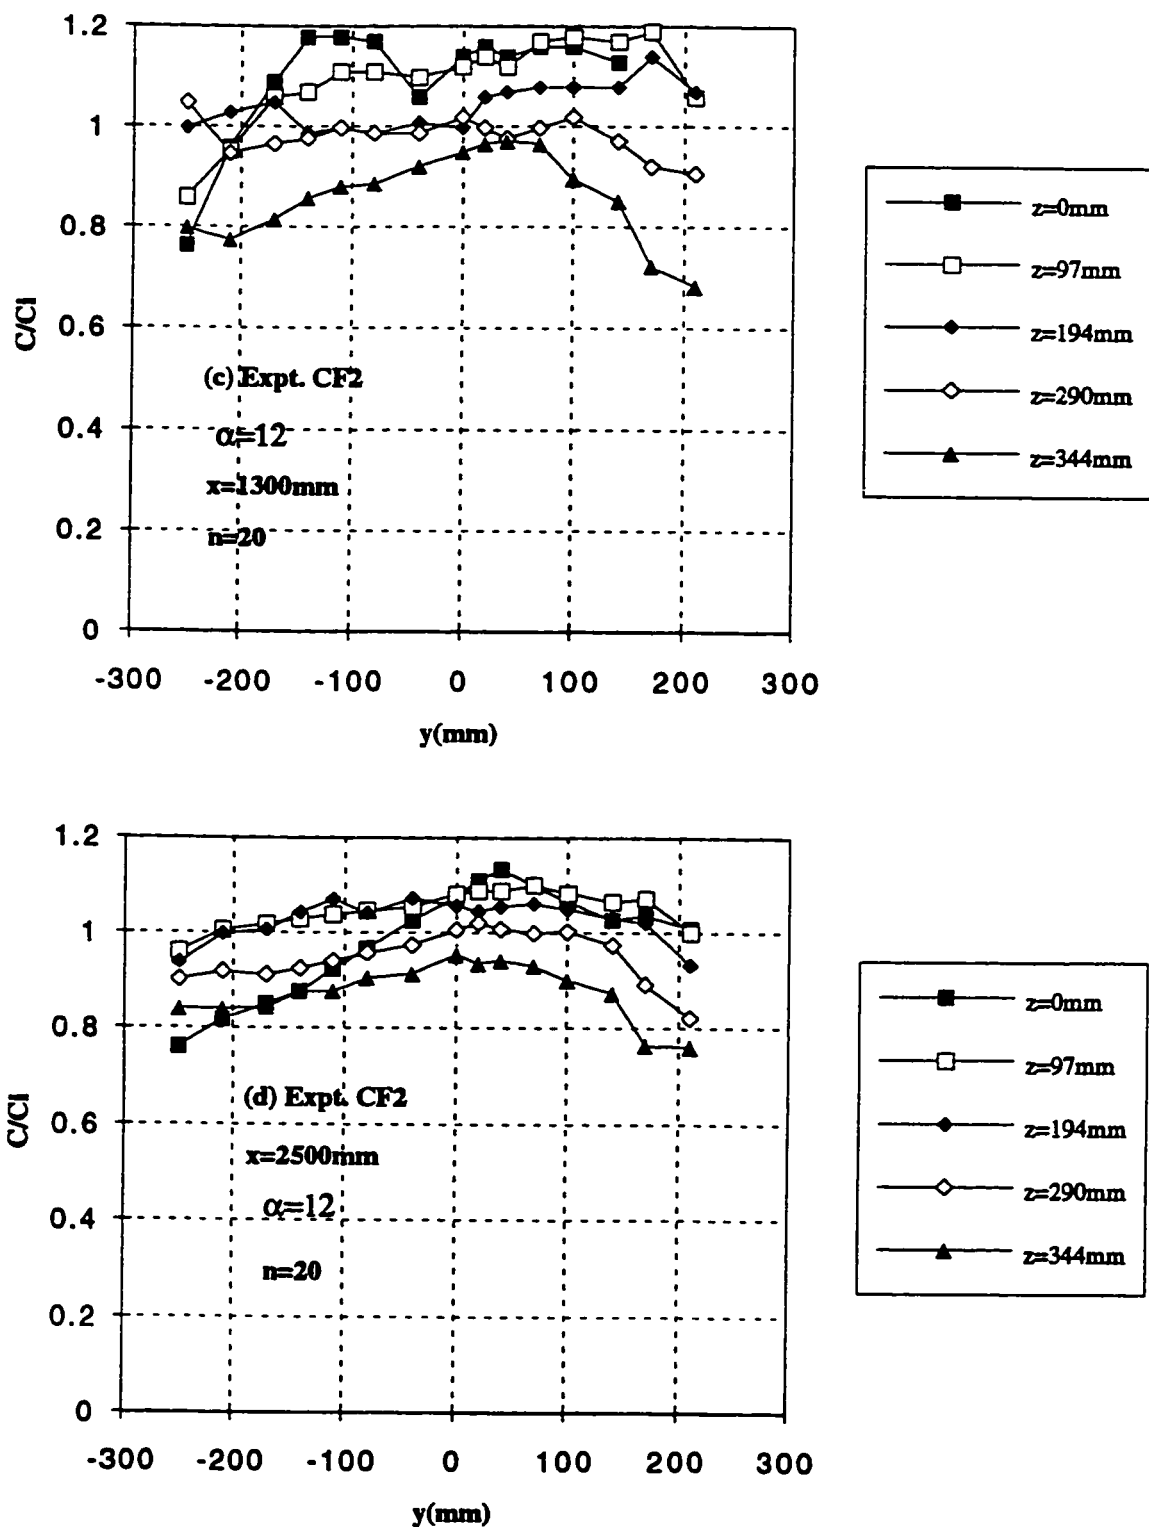 1.2
1
0.8
0.6
0.4
0.2
0
C/Ci
(c) Expt. CF2
α=12
x=1300mm
n=20
-300 -200 -100 0 100 200 300
y(mm)
z=0mm
z=97mm
z=194mm
z=290mm
z=344mm
1.2
1
0.8
0.6
0.4
0.2
0
C/Ci
(d) Expt. CF2
x=2500mm
α=12
n=20
-300 -200 -100 0 100 200 300
y(mm)
z=0mm
z=97mm
z=194mm
z=290mm
z=344mm